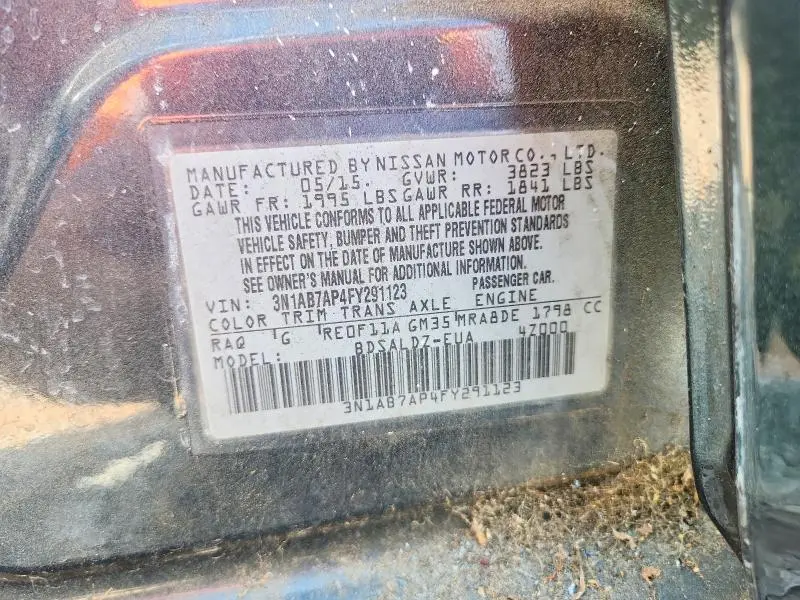 MANUFACTURED BY NISSAN MOTOR CO., LTD.
DATE: 05/15. GVWR: 3823 LBS
GAWR FR: 1995 LBS GAWR RR: 1841 LBS
THIS VEHICLE CONFORMS TO ALL APPLICABLE FEDERAL MOTOR
VEHICLE SAFETY, BUMPER AND THEFT PREVENTION STANDARDS
IN EFFECT ON THE DATE OF MANUFACTURE SHOWN ABOVE.
SEE OWNER'S MANUAL FOR ADDITIONAL INFORMATION.
VIN: 3N1AB7AP4FY291123 PASSENGER CAR.
COLOR TRIM TRANS AXLE ENGINE
RAQ G RE0F11A GM35 MRA8DE 1798 CC
MODEL: BDSALDZ-EUA 47000
3N1AB7AP4FY291123